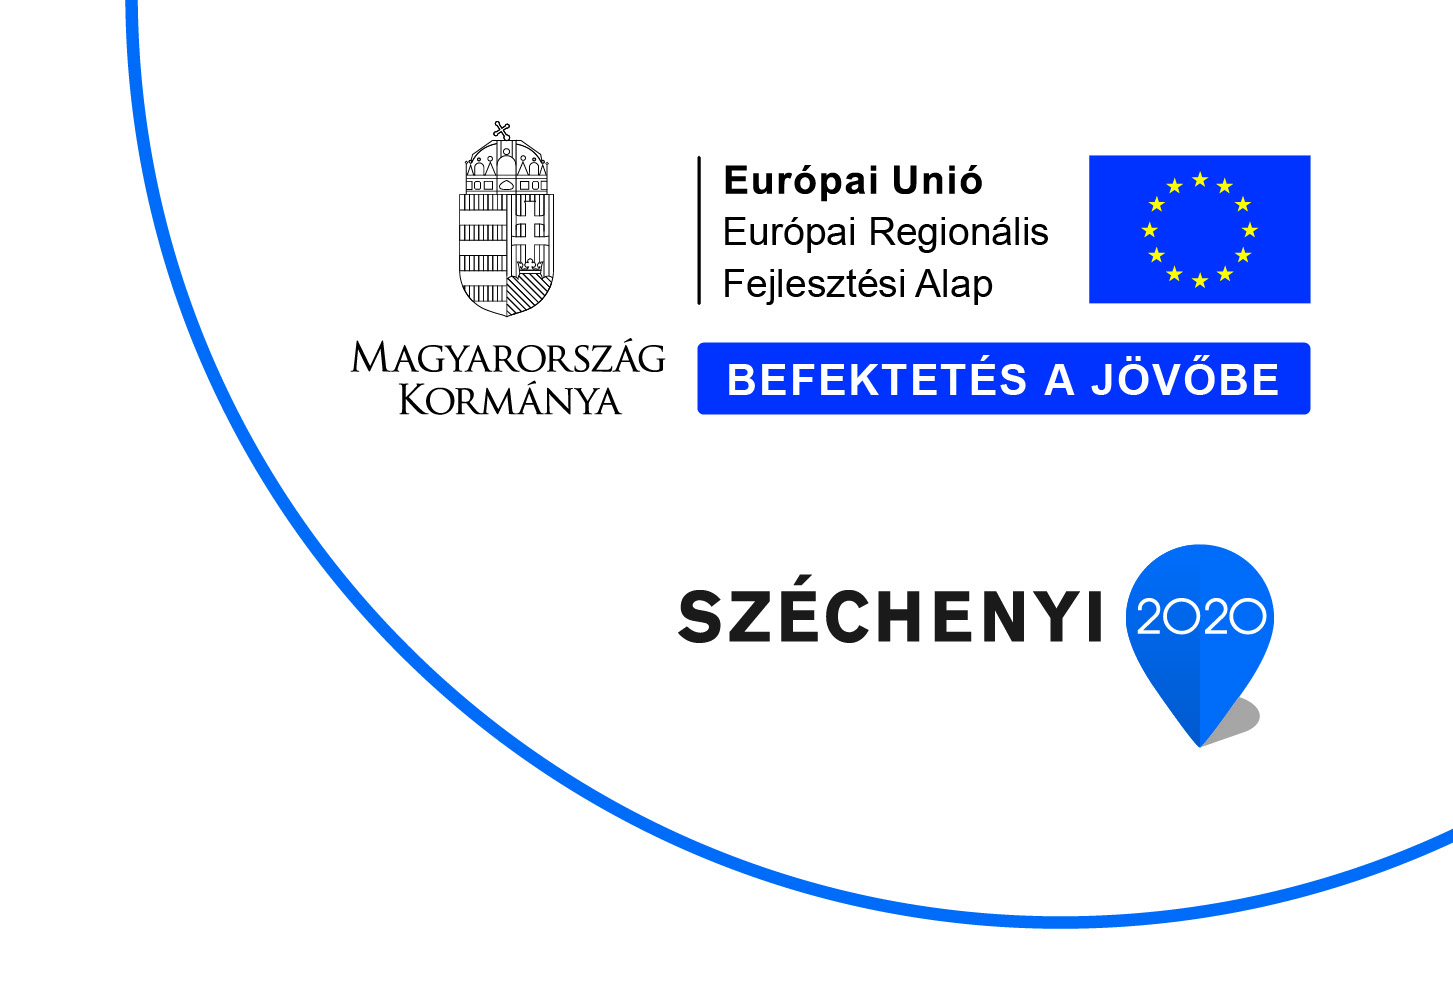 Európai Unió
Európai Regionális
Fejlesztési Alap
MAGYARORSZÁG
KORMÁNYA
BEFEKTETÉS A JÖVŐBE
SZÉCHENYI 2020